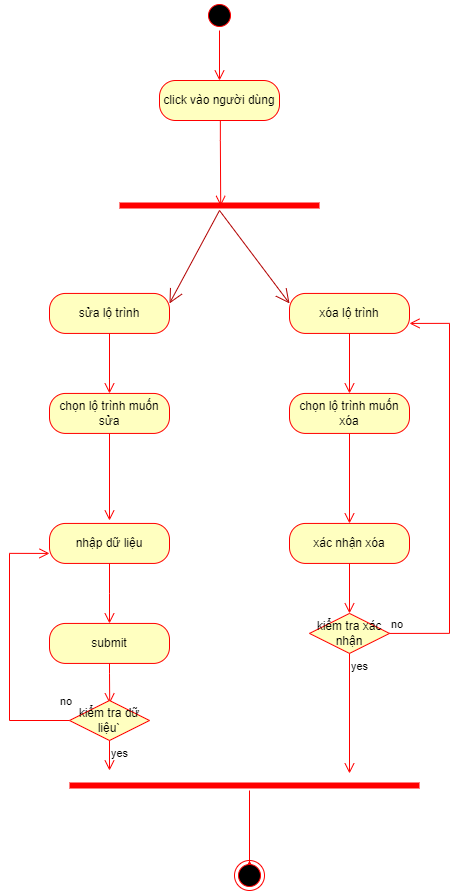 click vào người dùng
sửa lộ trình
xóa lộ trình
chọn lộ trình muốn
sửa
chọn lộ trình muốn
xóa
nhập dữ liệu
xác nhận xóa
kiểm tra xác
nhận
no
yes
submit
no
kiểm tra dữ
liệu`
yes